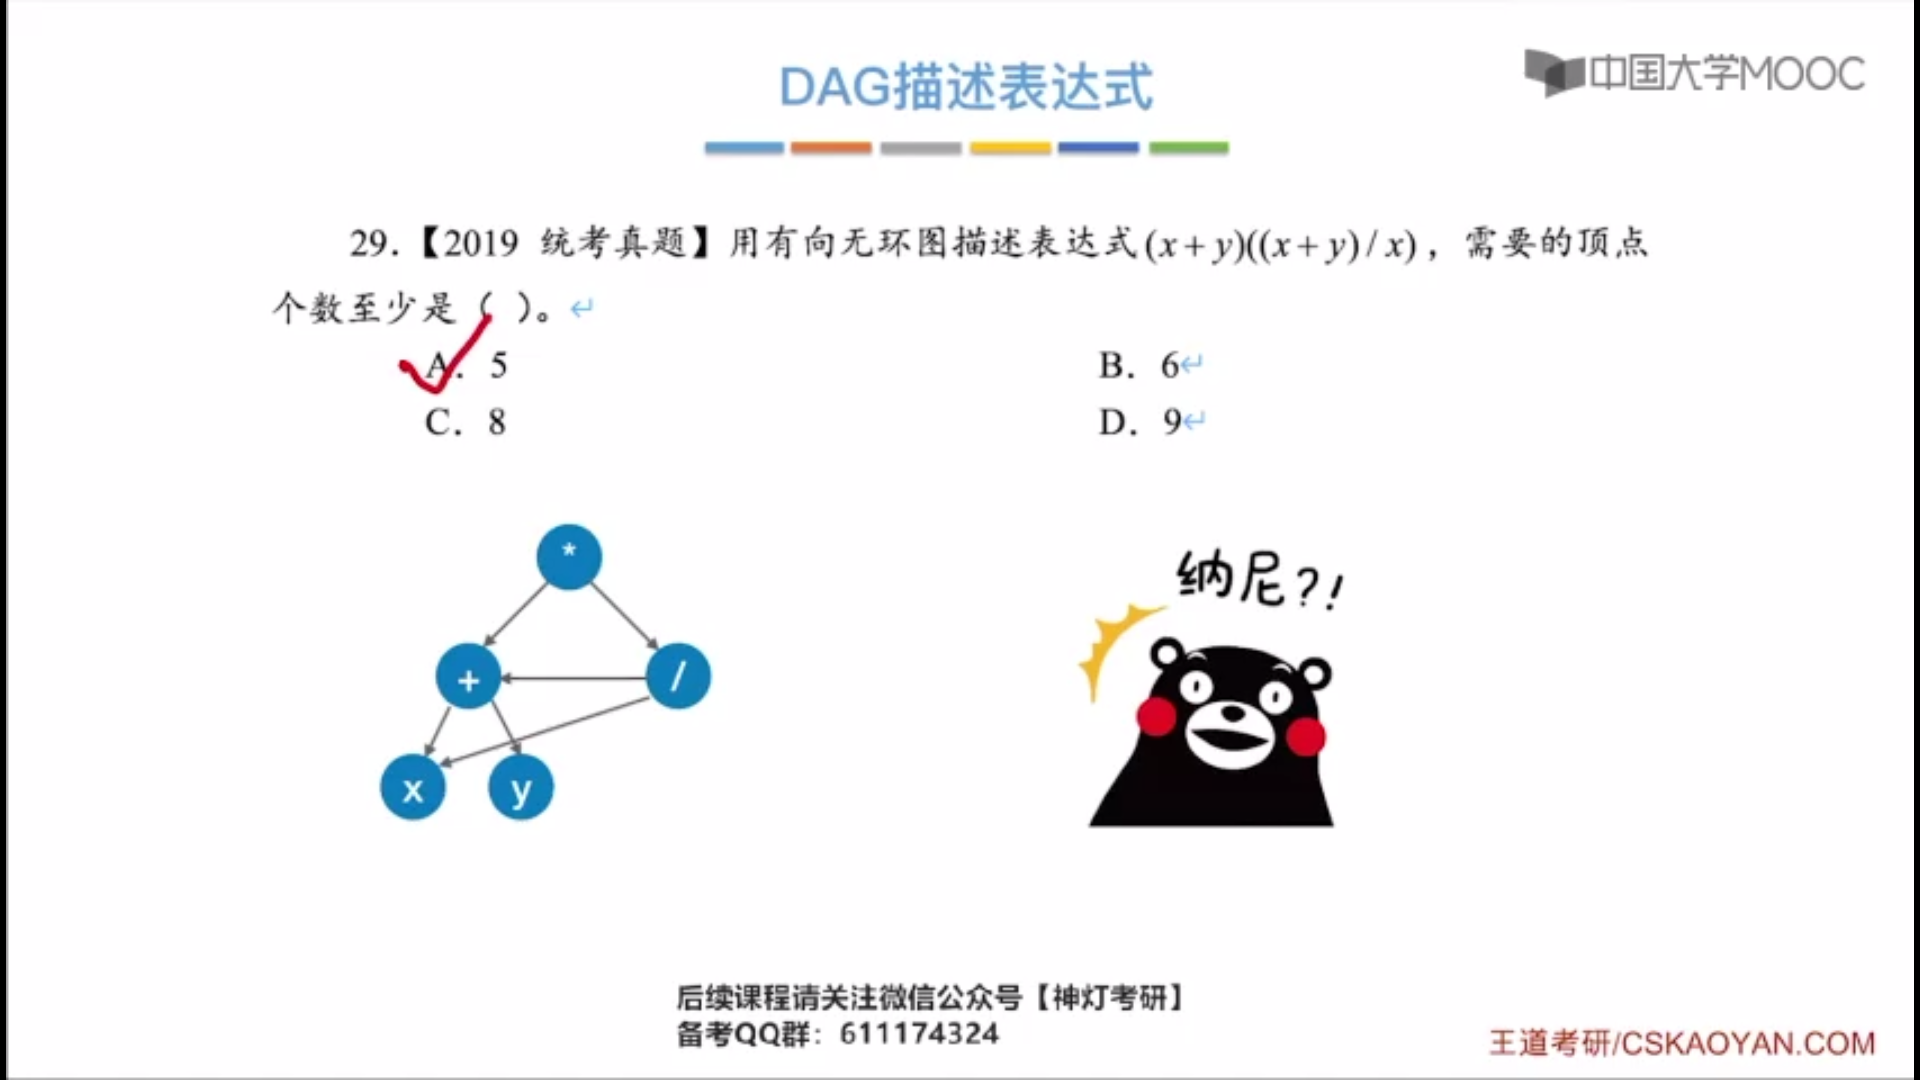 DAG描述表达式
中国大学MOOC
29.【2019 统考真题】用有向无环图描述表达式(x+y)((x+y)/x)，需要的顶点
个数至少是（ ）。↵
A. 5
B. 6↵
C. 8
D. 9↵
*
+
/
x
y
纳尼?!
后续课程请关注微信公众号【神灯考研】
备考QQ群：611174324
王道考研/CSKAOYAN.COM